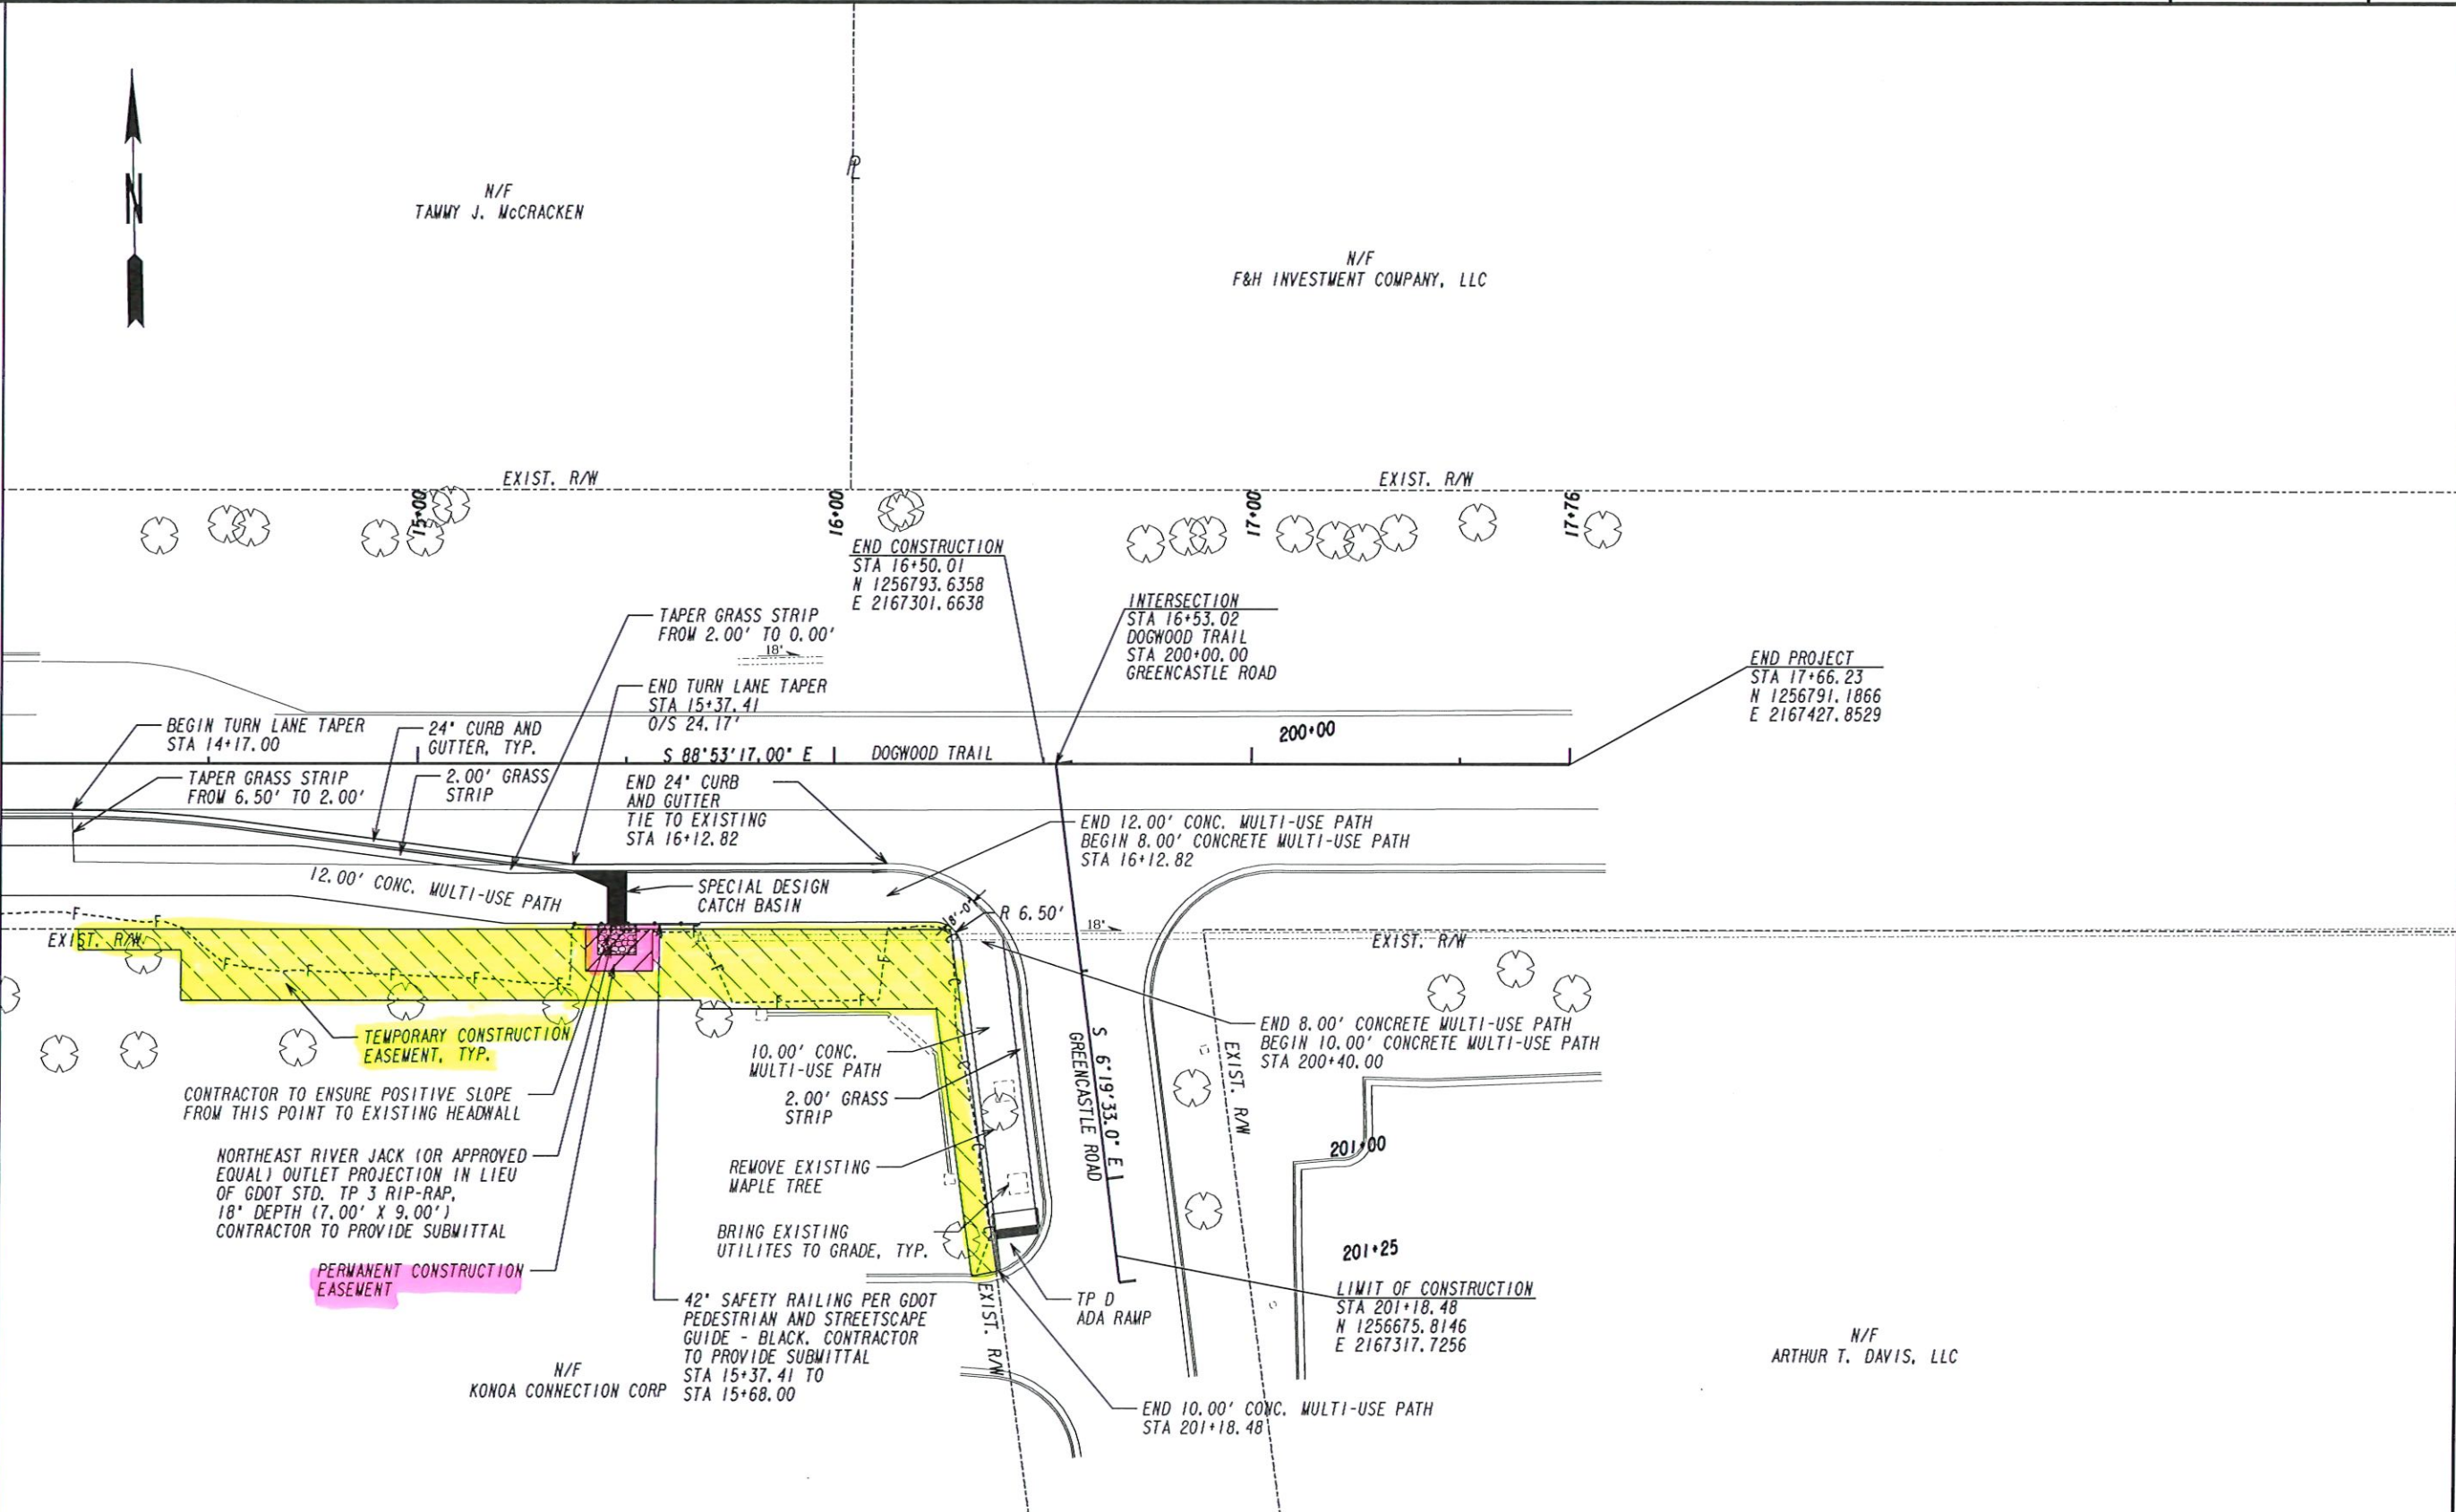 N
N/F
TAMMY J. McCRACKEN
N/F
F&H INVESTMENT COMPANY, LLC
EXIST. R/W
EXIST. R/W
15+00
16+00
17+00
17+76
END CONSTRUCTION
STA 16+50.01
N 1256793.6358
E 2167301.6638
INTERSECTION
STA 16+53.02
DOGWOOD TRAIL
STA 200+00.00
GREENCASTLE ROAD
TAPER GRASS STRIP
FROM 2.00' TO 0.00'
18"
END PROJECT
STA 17+66.23
N 1256791.1866
E 2167427.8529
END TURN LANE TAPER
STA 15+37.41
O/S 24.17'
BEGIN TURN LANE TAPER
STA 14+17.00
24" CURB AND
GUTTER, TYP.
200+00
S 88°53'17.00" E
DOGWOOD TRAIL
TAPER GRASS STRIP
FROM 6.50' TO 2.00'
2.00' GRASS
STRIP
END 24" CURB
AND GUTTER
TIE TO EXISTING
STA 16+12.82
END 12.00' CONC. MULTI-USE PATH
BEGIN 8.00' CONCRETE MULTI-USE PATH
STA 16+12.82
12.00' CONC. MULTI-USE PATH
SPECIAL DESIGN
CATCH BASIN
8'-0"
R 6.50'
18"
F
F
F
F
F
F
F
F
F
F
F
F
C
C
C
C
EXIST. R/W
EXIST. R/W
TEMPORARY CONSTRUCTION
EASEMENT, TYP.
END 8.00' CONCRETE MULTI-USE PATH
BEGIN 10.00' CONCRETE MULTI-USE PATH
STA 200+40.00
10.00' CONC.
MULTI-USE PATH
S 6°19'33.0" E
GREENCASTLE ROAD
EXIST. R/W
CONTRACTOR TO ENSURE POSITIVE SLOPE
FROM THIS POINT TO EXISTING HEADWALL
2.00' GRASS
STRIP
201+00
NORTHEAST RIVER JACK (OR APPROVED
EQUAL) OUTLET PROJECTION IN LIEU
OF GDOT STD. TP 3 RIP-RAP,
18" DEPTH (7.00' X 9.00')
CONTRACTOR TO PROVIDE SUBMITTAL
REMOVE EXISTING
MAPLE TREE
BRING EXISTING
UTILITES TO GRADE, TYP.
201+25
PERMANENT CONSTRUCTION
EASEMENT
LIMIT OF CONSTRUCTION
STA 201+18.48
N 1256675.8146
E 2167317.7256
42" SAFETY RAILING PER GDOT
PEDESTRIAN AND STREETSCAPE
GUIDE - BLACK. CONTRACTOR
TO PROVIDE SUBMITTAL
STA 15+37.41 TO
STA 15+68.00
TP D
ADA RAMP
EXIST. R/W
N/F
KONOA CONNECTION CORP
N/F
ARTHUR T. DAVIS, LLC
END 10.00' CONC. MULTI-USE PATH
STA 201+18.48